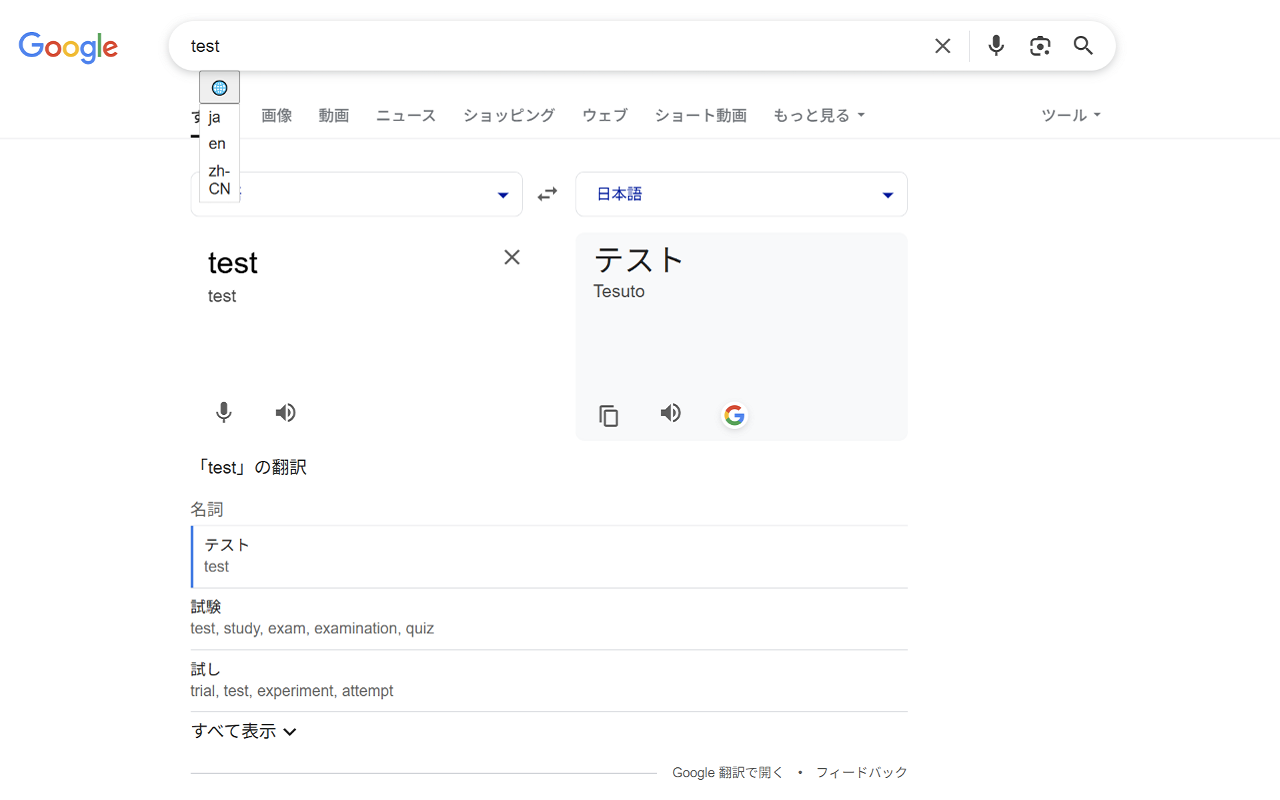 Google
test
ja
en
zh-
CN
画像
動画
ニュース
ショッピング
ウェブ
ショート動画
もっと見る
ツール
日本語
test
test
テスト
Tesuto
「test」の翻訳
名詞
テスト
test
試験
test, study, exam, examination, quiz
試し
trial, test, experiment, attempt
すべて表示
Google 翻訳で開く • フィードバック